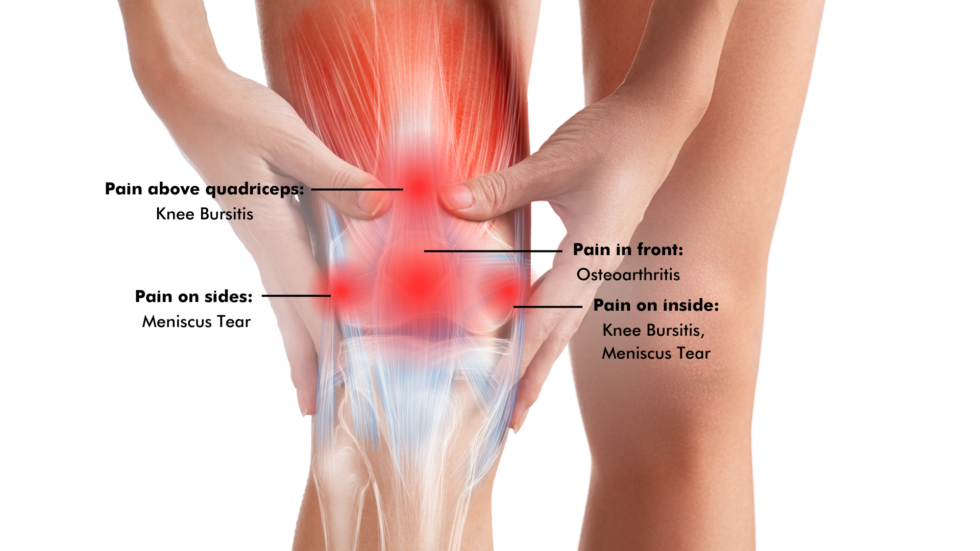 Pain above quadriceps:
Knee Bursitis
Pain in front:
Osteoarthritis
Pain on sides:
Meniscus Tear
Pain on inside:
Knee Bursitis,
Meniscus Tear